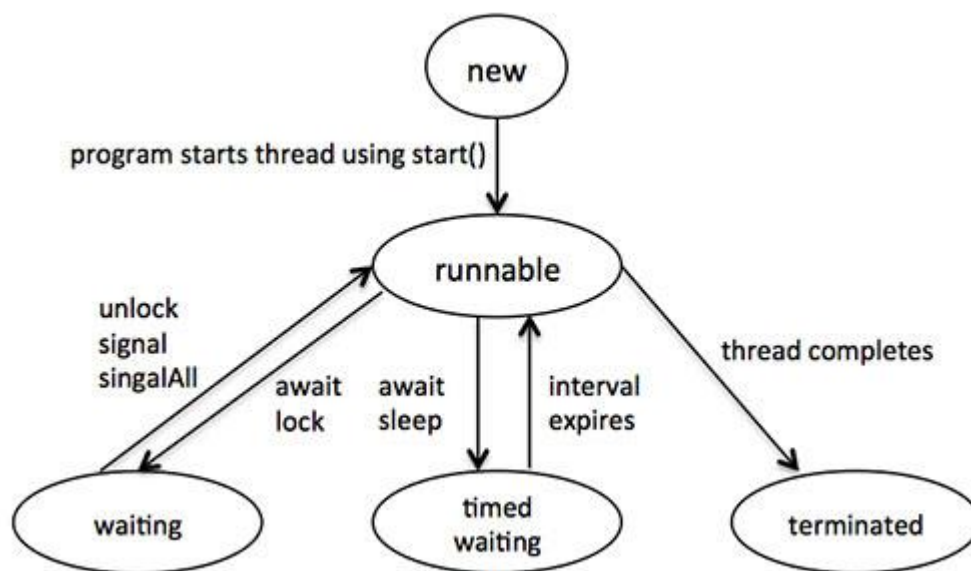 new
program starts thread using start()
runnable
unlock
signal
singalAll
await
lock
await
sleep
interval
expires
thread completes
waiting
timed
waiting
terminated